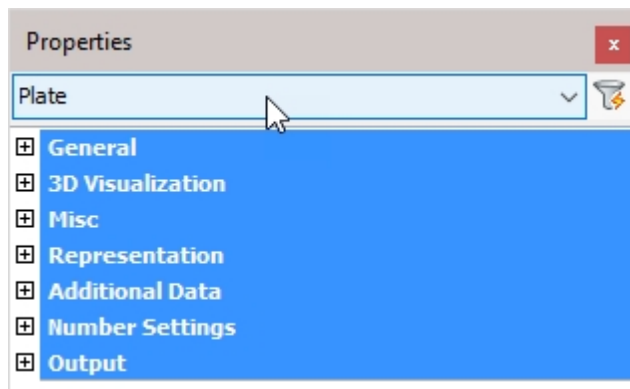 Properties
x
Plate
General
3D Visualization
Misc
Representation
Additional Data
Number Settings
Output